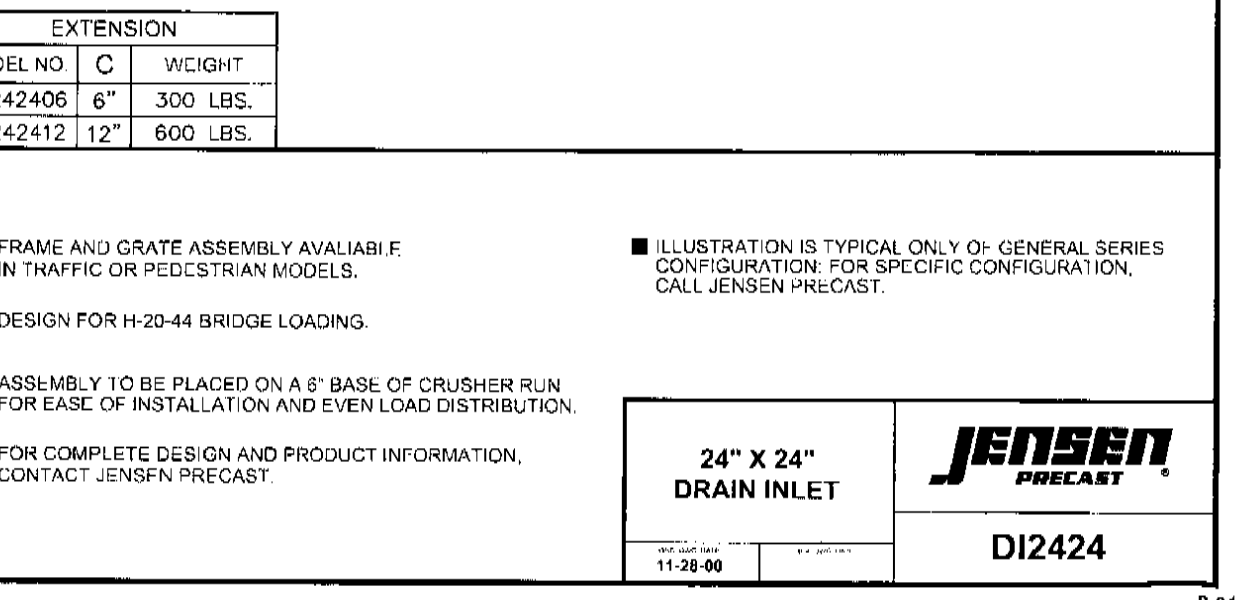 EXTENSION
DEL NO. C WEIGHT
242406 6" 300 LBS.
242412 12" 600 LBS.
FRAME AND GRATE ASSEMBLY AVALIABLE
IN TRAFFIC OR PEDESTRIAN MODELS.
DESIGN FOR H-20-44 BRIDGE LOADING.
ASSEMBLY TO BE PLACED ON A 6" BASE OF CRUSHER RUN
FOR EASE OF INSTALLATION AND EVEN LOAD DISTRIBUTION.
FOR COMPLETE DESIGN AND PRODUCT INFORMATION,
CONTACT JENSEN PRECAST.
■ ILLUSTRATION IS TYPICAL ONLY OF GENERAL SERIES
CONFIGURATION: FOR SPECIFIC CONFIGURATION,
CALL JENSEN PRECAST.
24" X 24"
DRAIN INLET
11-28-00
JENSEN
PRECAST ®
DI2424